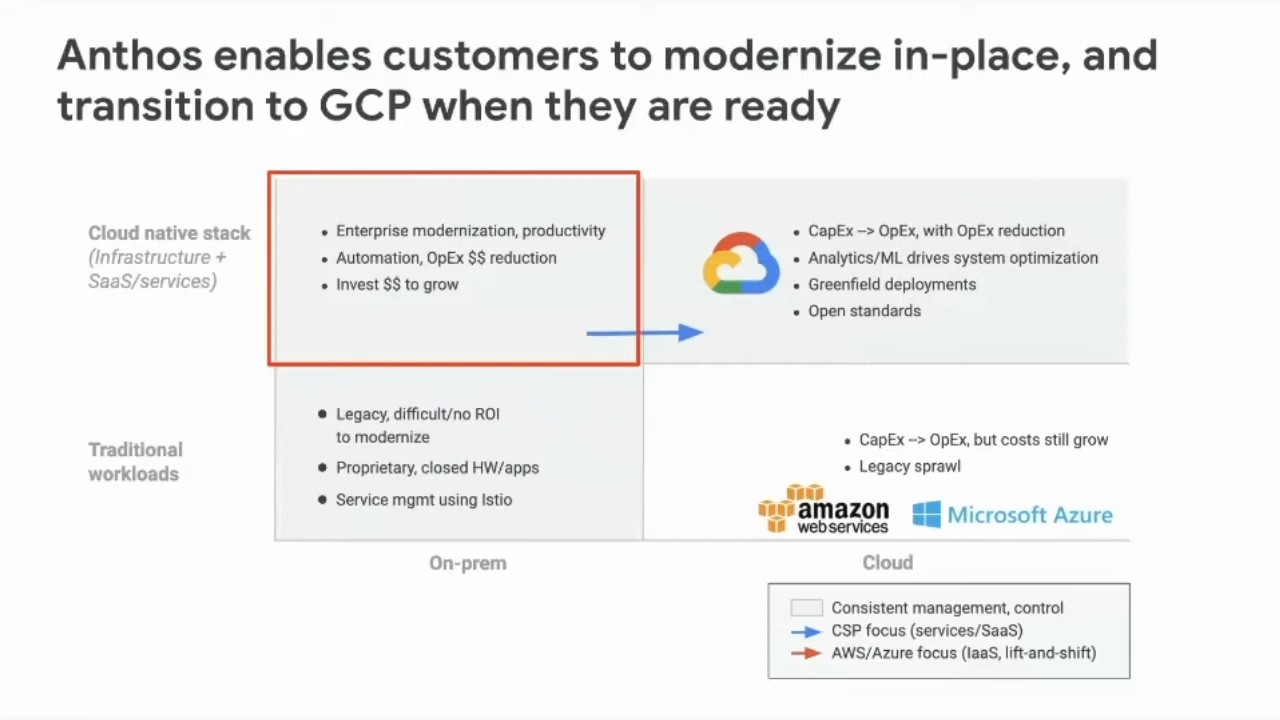 Anthos enables customers to modernize in-place, and
transition to GCP when they are ready
Cloud native stack
(Infrastructure +
SaaS/services)
• Enterprise modernization, productivity
• Automation, OpEx $$ reduction
• Invest $$ to grow
• CapEx --> OpEx, with OpEx reduction
• Analytics/ML drives system optimization
• Greenfield deployments
• Open standards
Traditional
workloads
• Legacy, difficult/no ROI
to modernize
• Proprietary, closed HW/apps
• Service mgmt using Istio
• CapEx --> OpEx, but costs still grow
• Legacy sprawl
amazon
webservices
Microsoft Azure
On-prem
Cloud
Consistent management, control
CSP focus (services/SaaS)
AWS/Azure focus (IaaS, lift-and-shift)